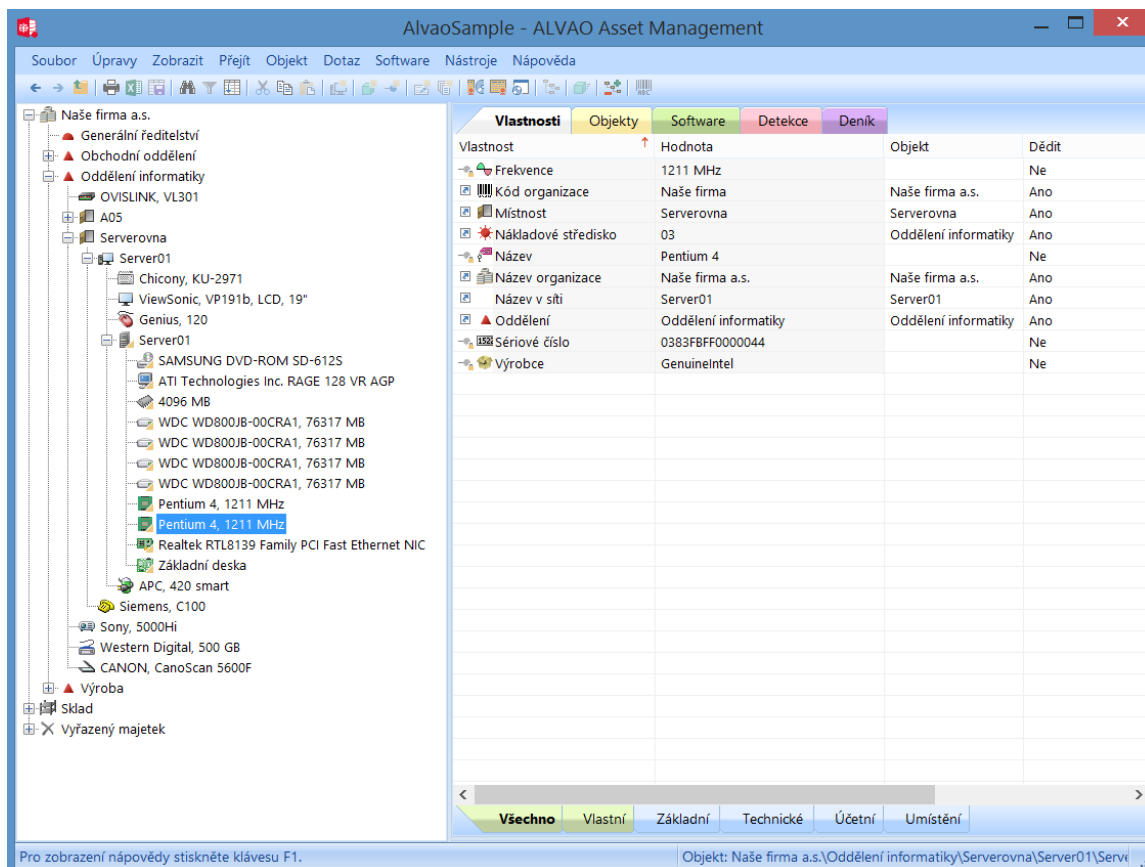 AlvaoSample - ALVAO Asset Management
Soubor Úpravy Zobrazit Přejít Objekt Dotaz Software Nástroje Nápověda
Naše firma a.s.
Generální ředitelství
Obchodní oddělení
Oddělení informatiky
OVISLINK, VL301
A05
Serverovna
Server01
Chicony, KU-2971
ViewSonic, VP191b, LCD, 19"
Genius, 120
Server01
SAMSUNG DVD-ROM SD-612S
ATI Technologies Inc. RAGE 128 VR AGP
4096 MB
WDC WD800JB-00CRA1, 76317 MB
WDC WD800JB-00CRA1, 76317 MB
WDC WD800JB-00CRA1, 76317 MB
WDC WD800JB-00CRA1, 76317 MB
Pentium 4, 1211 MHz
Pentium 4, 1211 MHz
Realtek RTL8139 Family PCI Fast Ethernet NIC
Základní deska
APC, 420 smart
Siemens, C100
Sony, 5000Hi
Western Digital, 500 GB
CANON, CanoScan 5600F
Výroba
Sklad
Vyřazený majetek
Vlastnosti Objekty Software Detekce Deník
Vlastnost Hodnota Objekt Dědit
Frekvence 1211 MHz Ne
Kód organizace Naše firma Naše firma a.s. Ano
Místnost Serverovna Serverovna Ano
Nákladové středisko 03 Oddělení informatiky Ano
Název Pentium 4 Ne
Název organizace Naše firma a.s. Naše firma a.s. Ano
Název v síti Server01 Server01 Ano
Oddělení Oddělení informatiky Oddělení informatiky Ano
Sériové číslo 0383FBFF0000044 Ne
Výrobce GenuineIntel Ne
Všechno Vlastní Základní Technické Účetní Umístění
Pro zobrazení nápovědy stiskněte klávesu F1.
Objekt: Naše firma a.s.\Oddělení informatiky\Serverovna\Server01\Serve